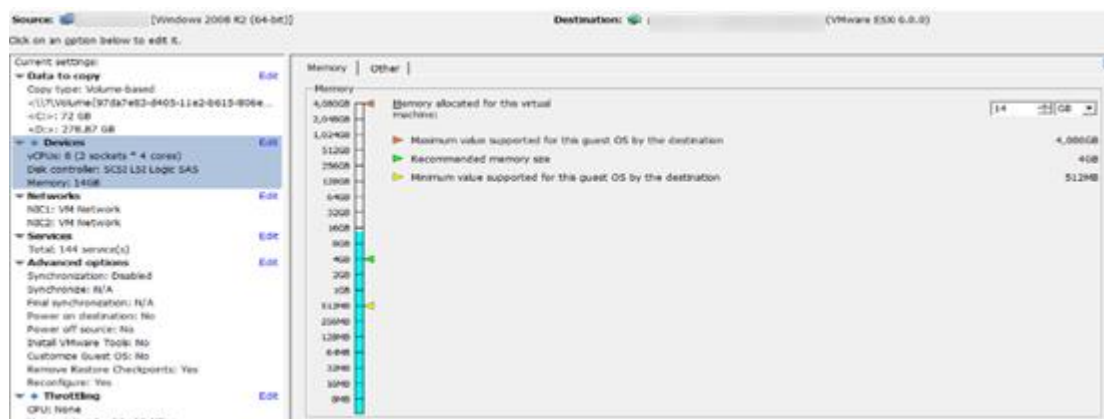 Source: [Windows 2008 R2 (64-bit)] Destination: (VMware ESXi 6.0.0)
Click on an option below to edit it.
Current settings:
Data to copy Edit
Copy type: Volume-based
<C:>: 72 GB
<D:>: 278.87 GB
Devices Edit
vCPUs: 8 (2 sockets * 4 cores)
Disk controller: SCSI LSI Logic SAS
Memory: 14GB
Networks Edit
NIC1: VM Network
NIC2: VM Network
Services Edit
Total: 144 service(s)
Advanced options Edit
Synchronization: Disabled
Synchronize: N/A
Final synchronization: N/A
Power on destination: No
Power off source: No
Install VMware Tools: No
Customize Guest OS: No
Remove Restore Checkpoints: Yes
Reconfigure: Yes
Throttling Edit
CPU: None
Memory Other
Memory
4,080GB
2,048GB
1,024GB
512GB
256GB
128GB
64GB
32GB
16GB
8GB
4GB
2GB
1GB
512MB
256MB
128MB
64MB
32MB
16MB
8MB
Memory allocated for this virtual
machine: 14 GB
Maximum value supported for this guest OS by the destination 4,080GB
Recommended memory size 4GB
Minimum value supported for this guest OS by the destination 512MB